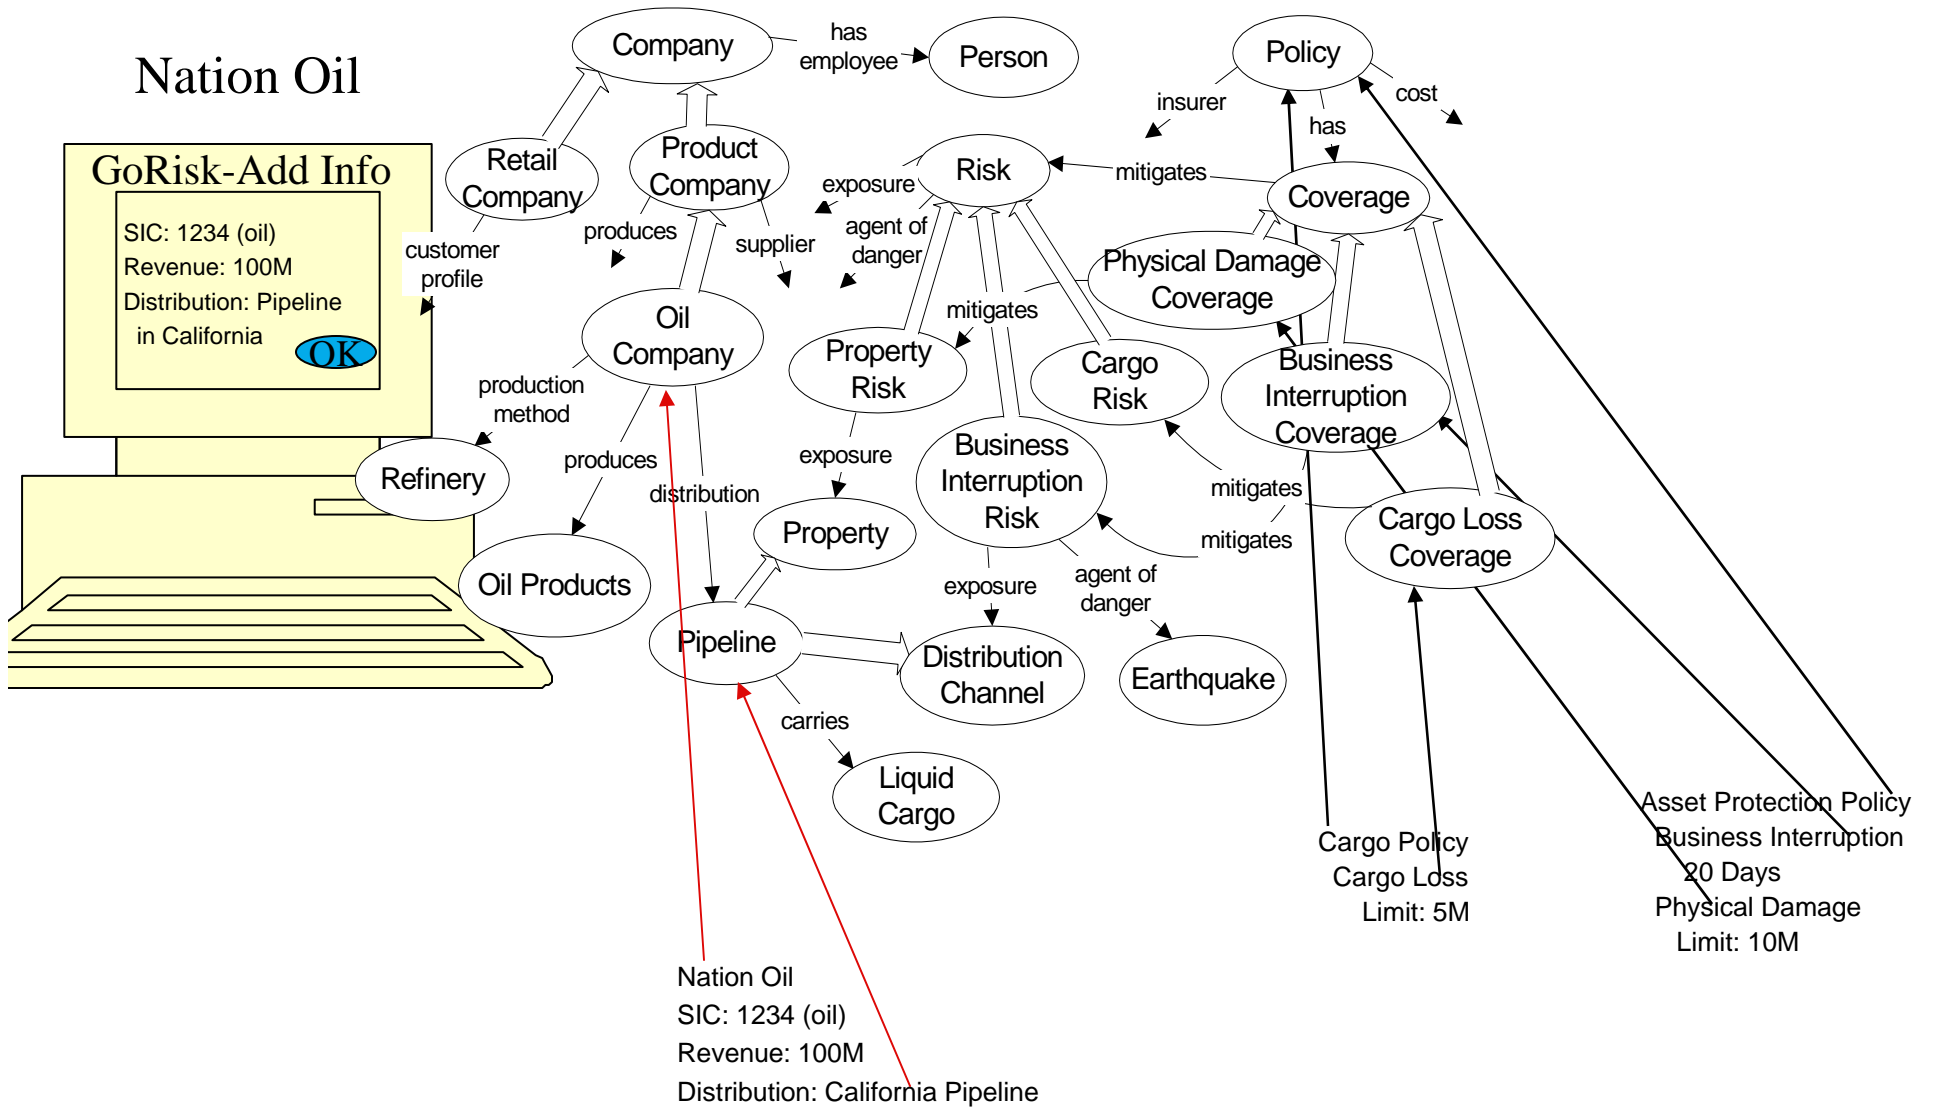 Nation Oil
GoRisk-Add Info
SIC: 1234 (oil)
Revenue: 100M
Distribution: Pipeline
in California
OK
Company
has
employee
Person
Policy
insurer
has
cost
Retail
Company
Product
Company
Risk
mitigates
Coverage
exposure
agent of
danger
customer
profile
produces
supplier
Physical Damage
Coverage
mitigates
Oil
Company
Property
Risk
Cargo
Risk
Business
Interruption
Coverage
production
method
Refinery
produces
distribution
exposure
Business
Interruption
Risk
mitigates
mitigates
Cargo Loss
Coverage
Property
Oil Products
exposure
agent of
danger
Pipeline
Distribution
Channel
Earthquake
carries
Liquid
Cargo
Cargo Policy
Cargo Loss
Limit: 5M
Asset Protection Policy
Business Interruption
20 Days
Physical Damage
Limit: 10M
Nation Oil
SIC: 1234 (oil)
Revenue: 100M
Distribution: California Pipeline